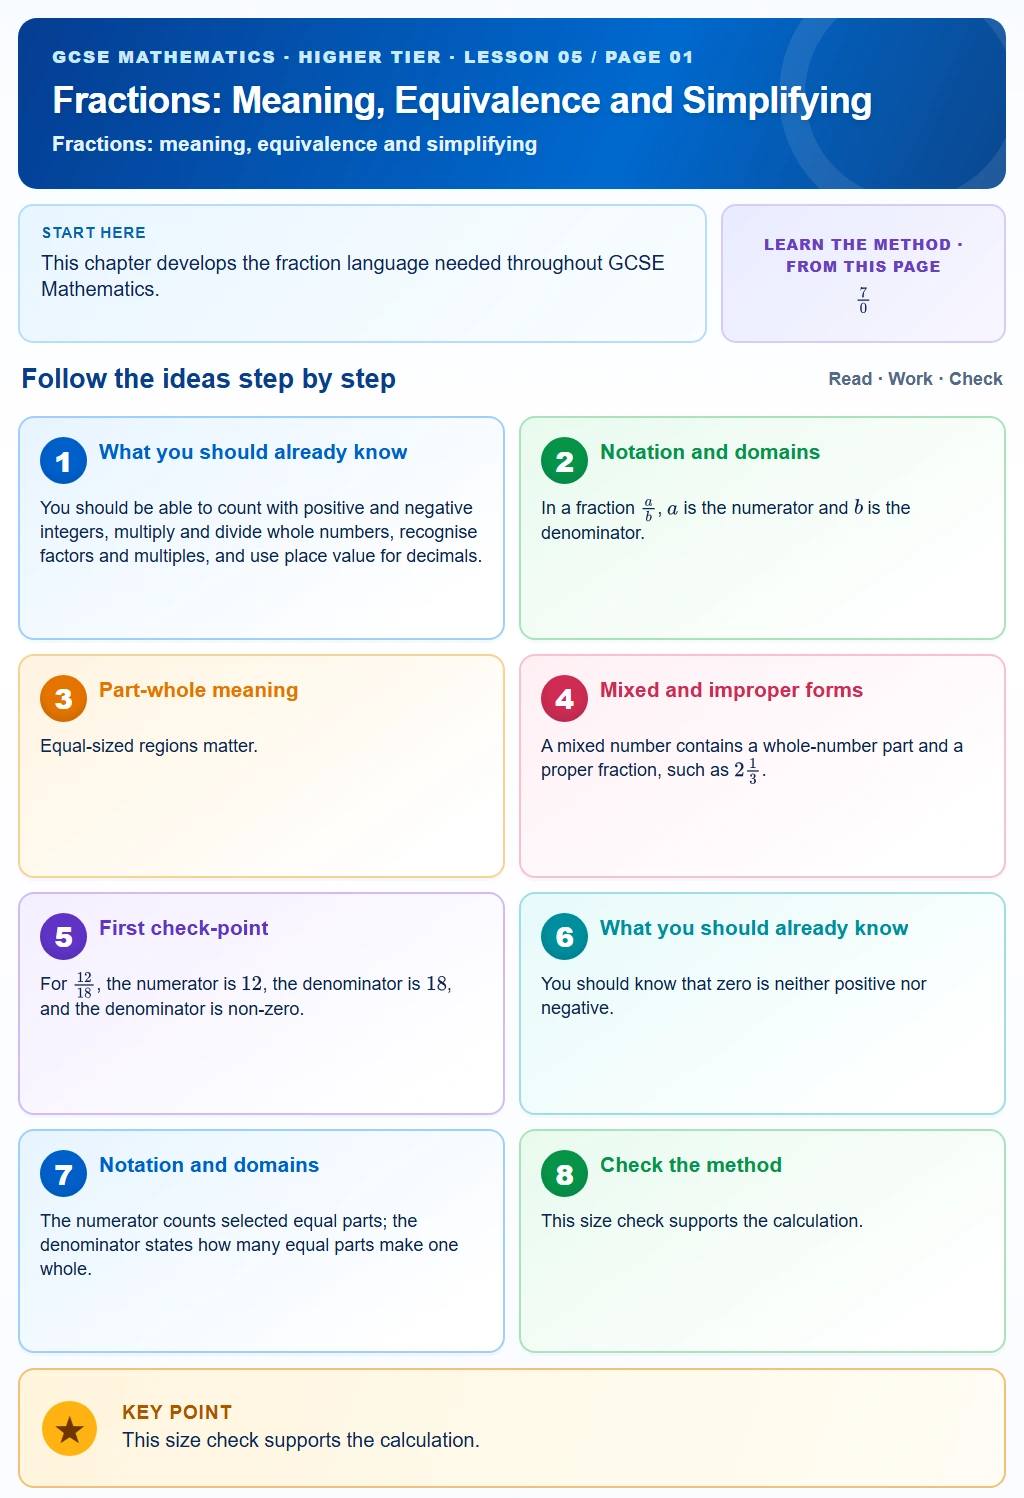 GCSE MATHEMATICS · HIGHER TIER · LESSON 05 / PAGE 01
Fractions: Meaning, Equivalence and Simplifying
Fractions: meaning, equivalence and simplifying
START HERE
This chapter develops the fraction language needed throughout GCSE
Mathematics.
LEARN THE METHOD ·
FROM THIS PAGE
7/0
Follow the ideas step by step
Read · Work · Check
1 What you should already know
You should be able to count with positive and negative
integers, multiply and divide whole numbers, recognise
factors and multiples, and use place value for decimals.
2 Notation and domains
In a fraction a/b, a is the numerator and b is the
denominator.
3 Part-whole meaning
Equal-sized regions matter.
4 Mixed and improper forms
A mixed number contains a whole-number part and a
proper fraction, such as 2 1/3.
5 First check-point
For 12/18, the numerator is 12, the denominator is 18,
and the denominator is non-zero.
6 What you should already know
You should know that zero is neither positive nor
negative.
7 Notation and domains
The numerator counts selected equal parts; the
denominator states how many equal parts make one
whole.
8 Check the method
This size check supports the calculation.
KEY POINT
This size check supports the calculation.